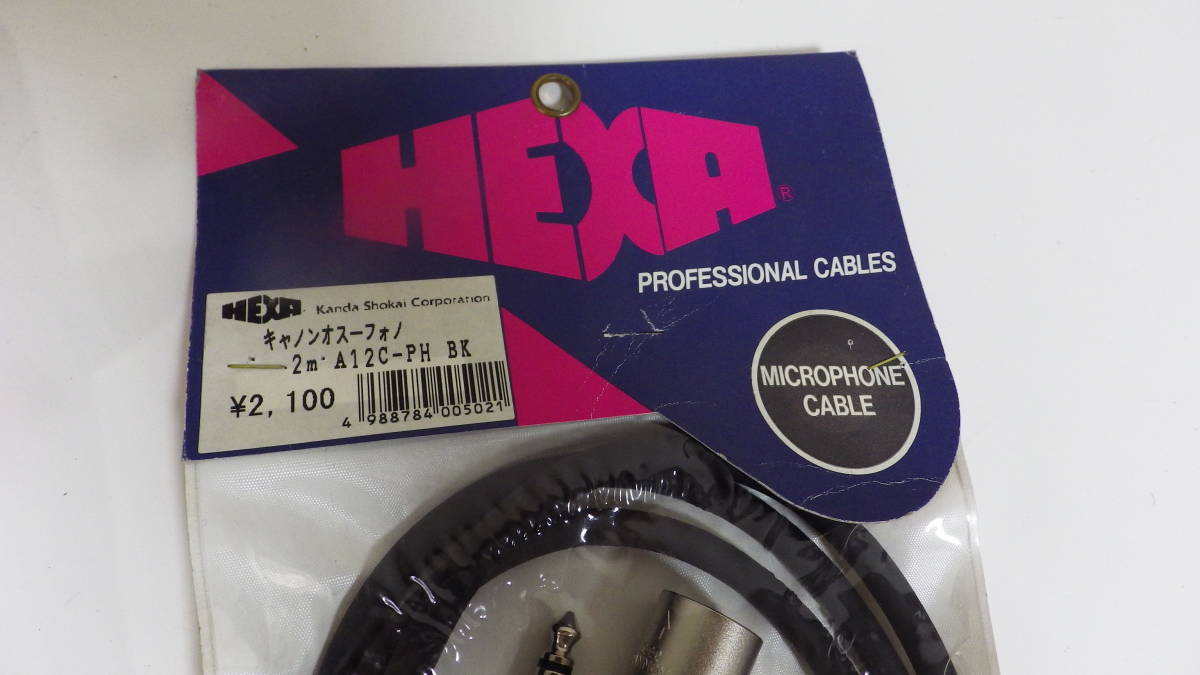 HEXA®
PROFESSIONAL CABLES
HEXA Kanda Shokai Corporation
キャノンオスーフォノ
2m A12C-PH BK
¥2,100
4 988784 005021
MICROPHONE
CABLE